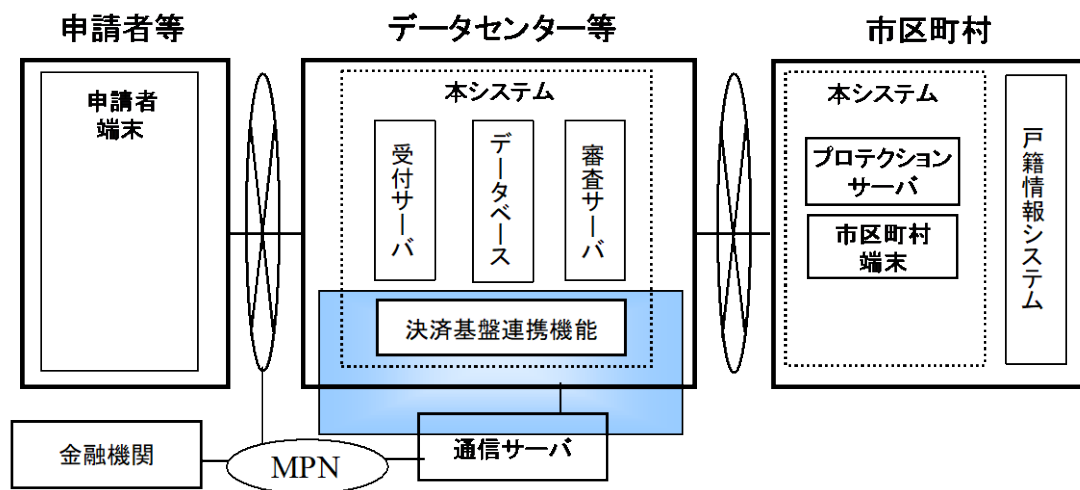 申請者等
データセンター等
市区町村
申請者
端末
本システム
受付サーバ
データベース
審査サーバ
決済基盤連携機能
本システム
プロテクション
サーバ
市区町村
端末
戸籍情報システム
金融機関
MPN
通信サーバ